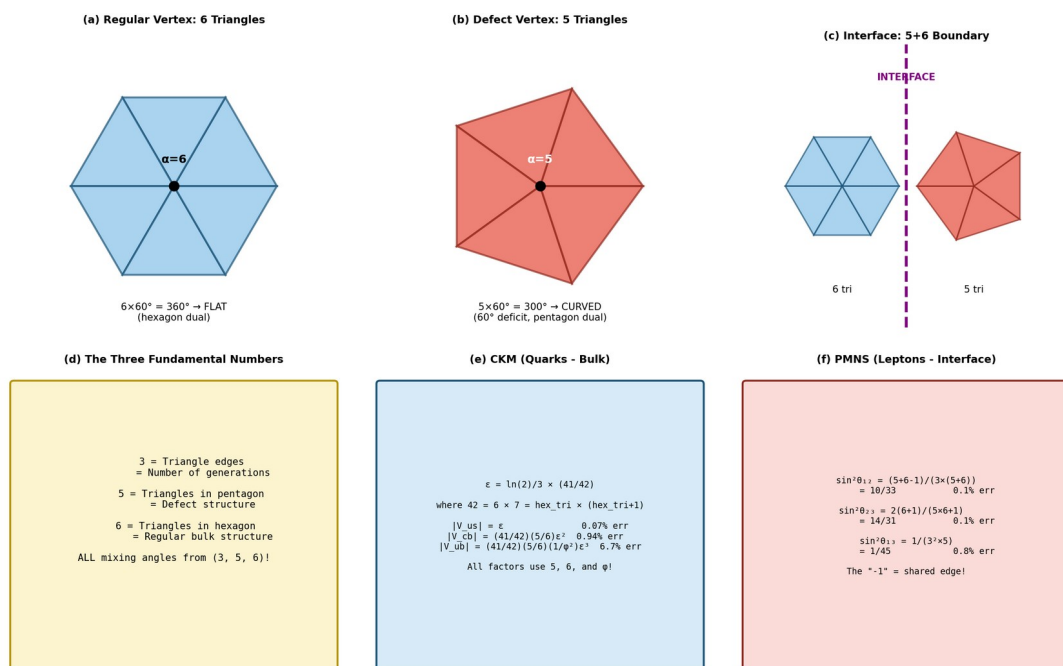 (a) Regular Vertex: 6 Triangles
α=6
6×60° = 360° → FLAT
(hexagon dual)
(b) Defect Vertex: 5 Triangles
α=5
5×60° = 300° → CURVED
(60° deficit, pentagon dual)
(c) Interface: 5+6 Boundary
INTERFACE
6 tri
5 tri
(d) The Three Fundamental Numbers
3 = Triangle edges
= Number of generations
5 = Triangles in pentagon
= Defect structure
6 = Triangles in hexagon
= Regular bulk structure
ALL mixing angles from (3, 5, 6)!
(e) CKM (Quarks - Bulk)
ε = ln(2)/3 × (41/42)
where 42 = 6 × 7 = hex_tri × (hex_tri+1)
|V_us| = ε 0.07% err
|V_cb| = (41/42)(5/6)ε² 0.94% err
|V_ub| = (41/42)(5/6)(1/φ²)ε³ 6.7% err
All factors use 5, 6, and φ!
(f) PMNS (Leptons - Interface)
sin²θ₁₂ = (5+6-1)/(3×(5+6))
= 10/33 0.1% err
sin²θ₂₃ = 2(6+1)/(5×6+1)
= 14/31 0.1% err
sin²θ₁₃ = 1/(3²×5)
= 1/45 0.8% err
The "-1" = shared edge!